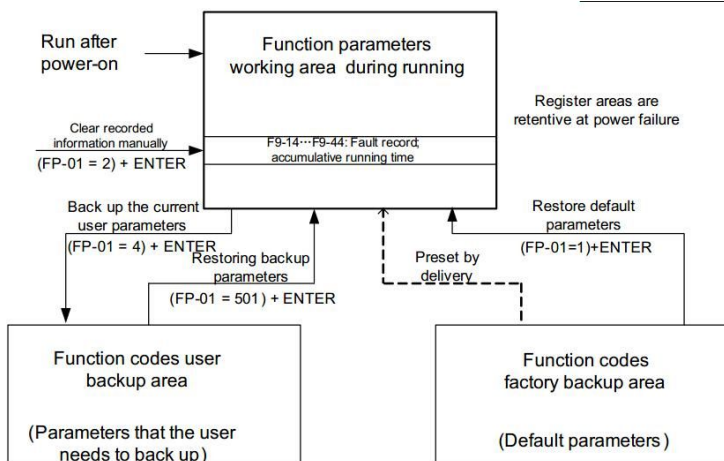 Function parameters
working area during running
Run after
power-on
Register areas are
retentive at power failure
Clear recorded
information manually
(FP-01 = 2) + ENTER
F9-14···F9-44: Fault record;
accumulative running time
Back up the current
user parameters
(FP-01 = 4) + ENTER
Restoring backup
parameters
(FP-01 = 501) + ENTER
Preset by
delivery
Restore default
parameters
(FP-01=1)+ENTER
Function codes user
backup area
(Parameters that the user
needs to back up)
Function codes
factory backup area
(Default parameters)